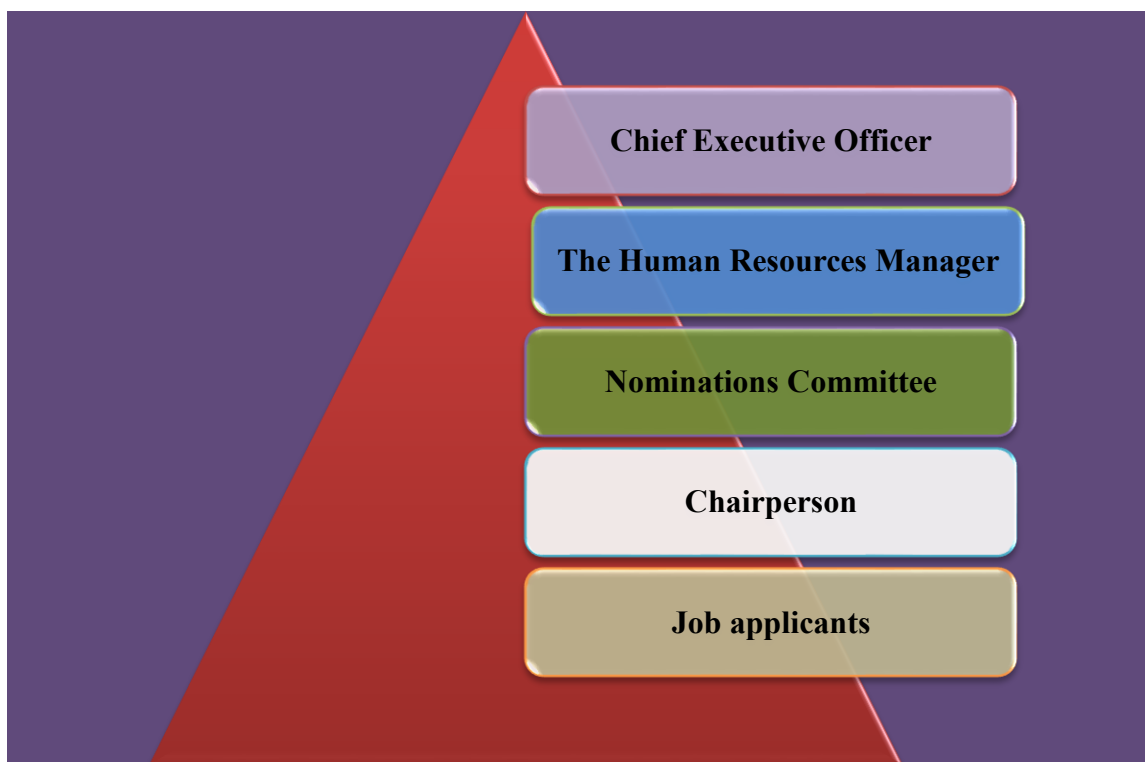 Chief Executive Officer
The Human Resources Manager
Nominations Committee
Chairperson
Job applicants